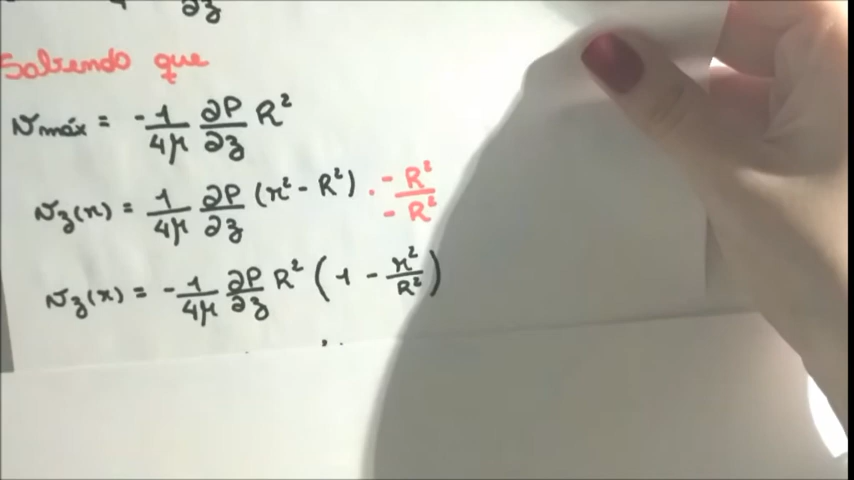 ∂z
Sabendo que
vmáx = -1/4μ ∂P/∂z R²
vz(r) = 1/4μ ∂P/∂z (r² - R²) . -R²/-R²
vz(r) = -1/4μ ∂P/∂z R² (1 - r²/R²)